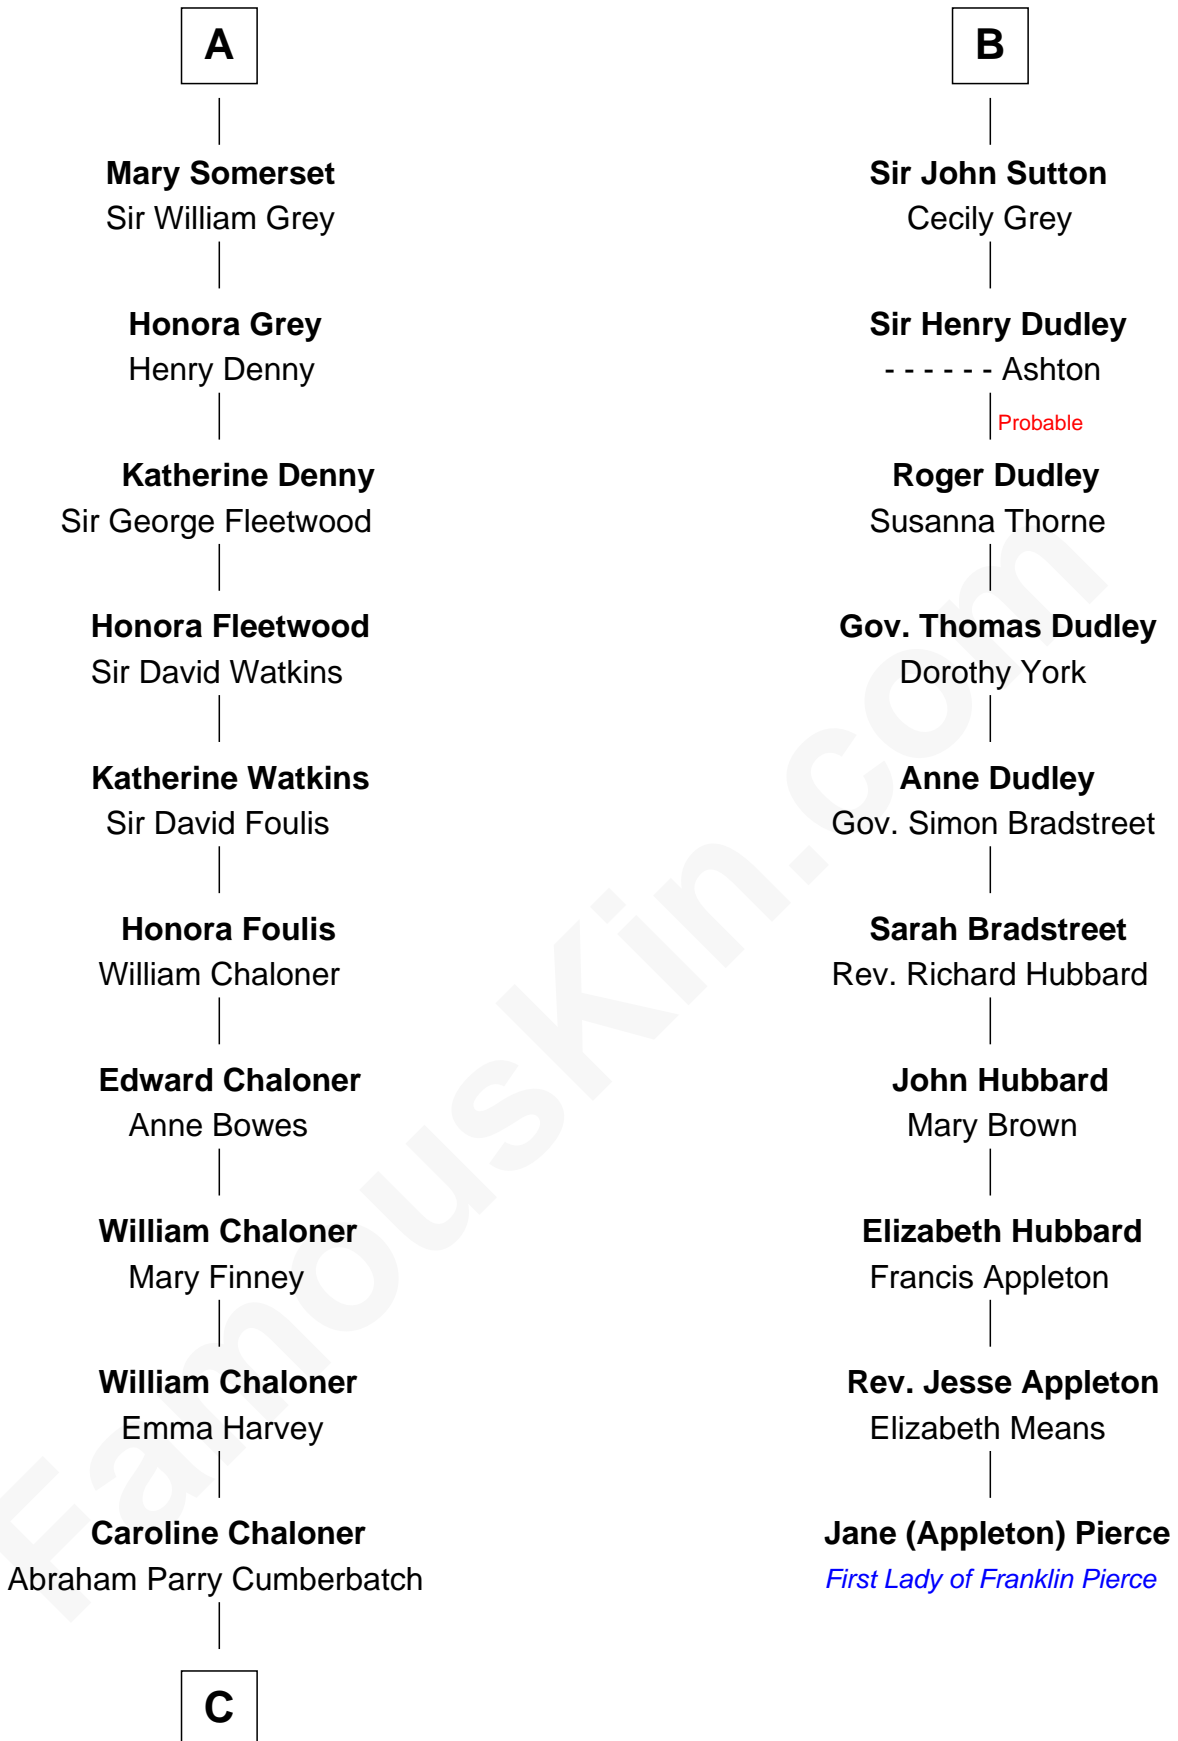 A
Mary Somerset
Sir William Grey
Honora Grey
Henry Denny
Katherine Denny
Sir George Fleetwood
Honora Fleetwood
Sir David Watkins
Katherine Watkins
Sir David Foulis
Honora Foulis
William Chaloner
Edward Chaloner
Anne Bowes
William Chaloner
Mary Finney
William Chaloner
Emma Harvey
Caroline Chaloner
Abraham Parry Cumberbatch
C
B
Sir John Sutton
Cecily Grey
Sir Henry Dudley
- - - - - - Ashton
Probable
Roger Dudley
Susanna Thorne
Gov. Thomas Dudley
Dorothy York
Anne Dudley
Gov. Simon Bradstreet
Sarah Bradstreet
Rev. Richard Hubbard
John Hubbard
Mary Brown
Elizabeth Hubbard
Francis Appleton
Rev. Jesse Appleton
Elizabeth Means
Jane (Appleton) Pierce
First Lady of Franklin Pierce
FamousKin.com